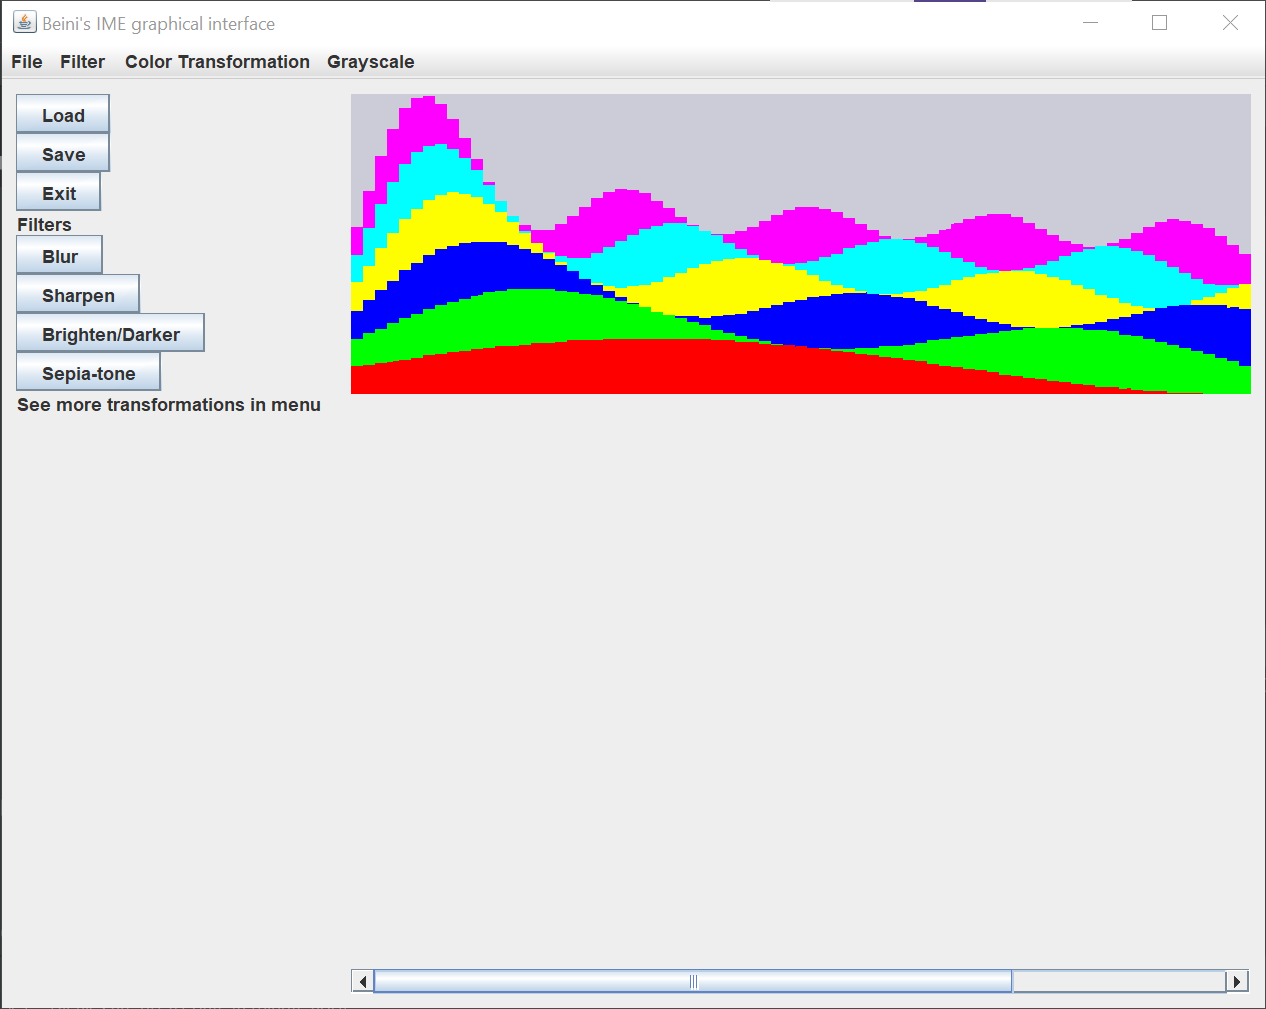 Beini's IME graphical interface
File Filter Color Transformation Grayscale
Load
Save
Exit
Filters
Blur
Sharpen
Brighten/Darker
Sepia-tone
See more transformations in menu